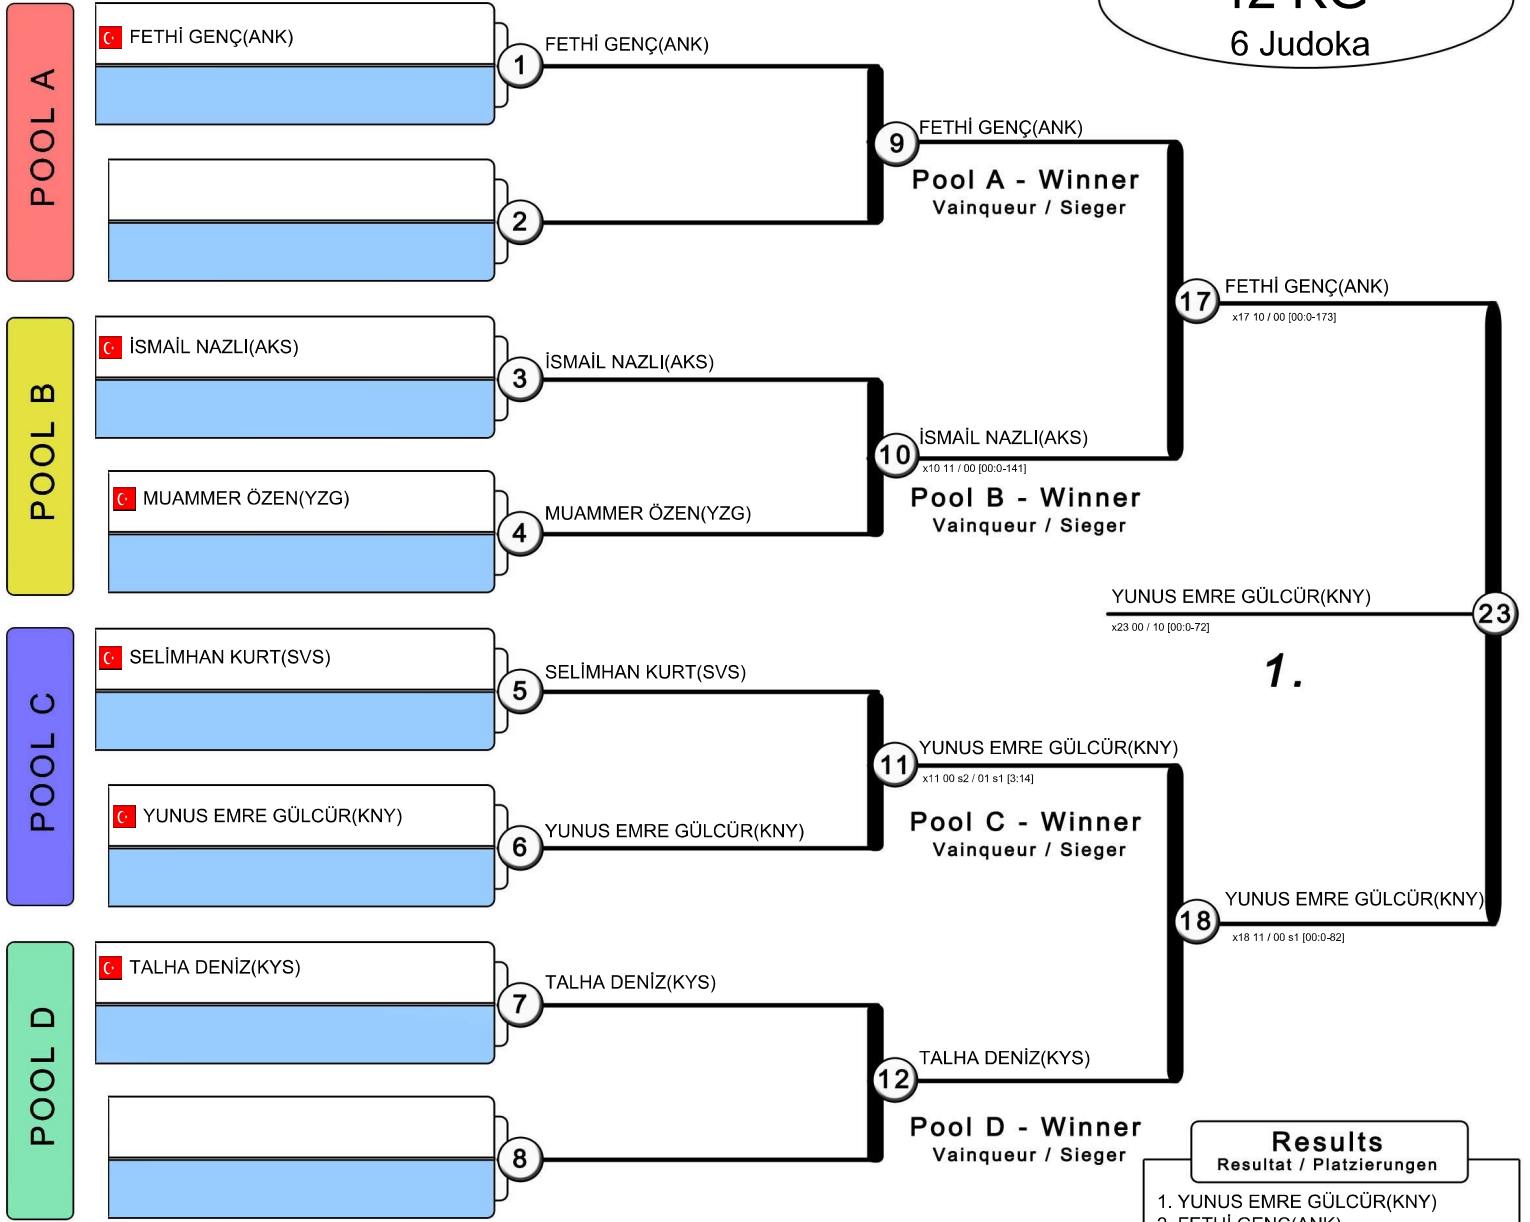 6 Judoka
POOL A
FETHİ GENÇ(ANK)
1
FETHİ GENÇ(ANK)
2
9
FETHİ GENÇ(ANK)
Pool A - Winner
Vainqueur / Sieger
17
FETHİ GENÇ(ANK)
x17 10 / 00 [00:0-173]
POOL B
İSMAİL NAZLI(AKS)
3
İSMAİL NAZLI(AKS)
MUAMMER ÖZEN(YZG)
4
MUAMMER ÖZEN(YZG)
10
İSMAİL NAZLI(AKS)
x10 11 / 00 [00:0-141]
Pool B - Winner
Vainqueur / Sieger
YUNUS EMRE GÜLCÜR(KNY)
x23 00 / 10 [00:0-72]
23
1.
POOL C
SELİMHAN KURT(SVS)
5
SELİMHAN KURT(SVS)
YUNUS EMRE GÜLCÜR(KNY)
6
YUNUS EMRE GÜLCÜR(KNY)
11
YUNUS EMRE GÜLCÜR(KNY)
x11 00 s2 / 01 s1 [3:14]
Pool C - Winner
Vainqueur / Sieger
18
YUNUS EMRE GÜLCÜR(KNY)
x18 11 / 00 s1 [00:0-82]
POOL D
TALHA DENİZ(KYS)
7
TALHA DENİZ(KYS)
8
12
TALHA DENİZ(KYS)
Pool D - Winner
Vainqueur / Sieger
Results
Resultat / Platzierungen
1. YUNUS EMRE GÜLCÜR(KNY)
2. FETHİ GENÇ(ANK)